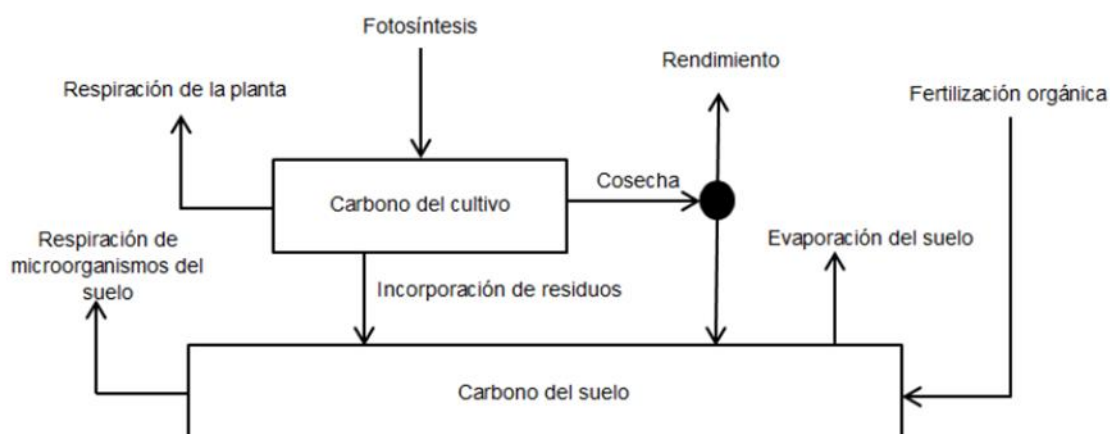 Fotosíntesis
Rendimiento
Respiración de la planta
Fertilización orgánica
Cosecha
Carbono del cultivo
Respiración de
microorganismos del
suelo
Evaporación del suelo
Incorporación de residuos
Carbono del suelo